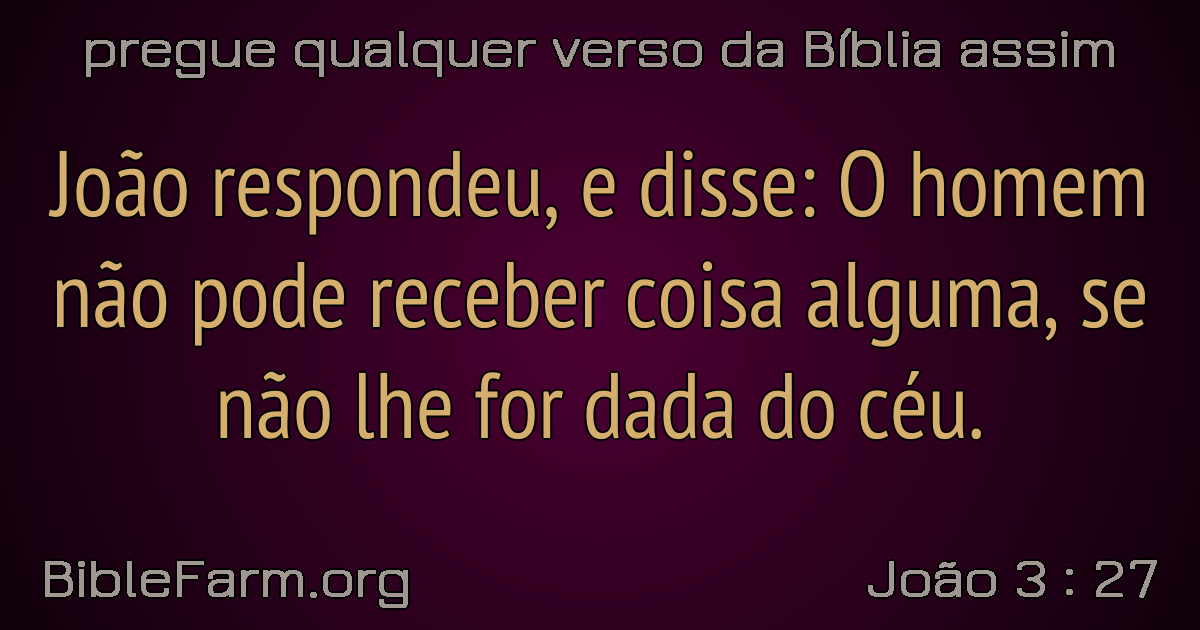 pregue qualquer verso da Bíblia assim
João respondeu, e disse: O homem
não pode receber coisa alguma, se
não lhe for dada do céu.
BibleFarm.org
João 3 : 27